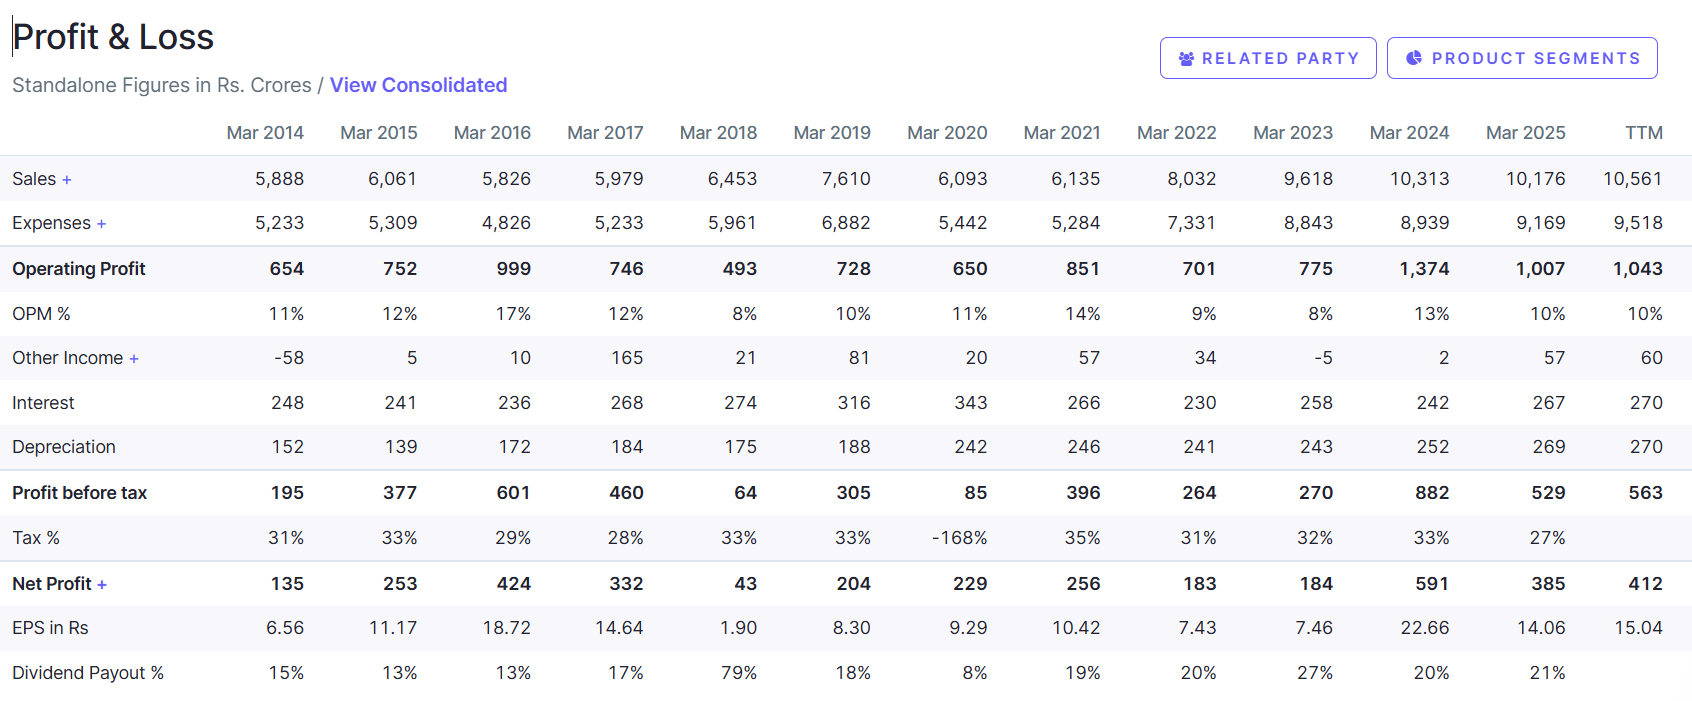 Profit & Loss
RELATED PARTY PRODUCT SEGMENTS
Standalone Figures in Rs. Crores / View Consolidated
Mar 2014 Mar 2015 Mar 2016 Mar 2017 Mar 2018 Mar 2019 Mar 2020 Mar 2021 Mar 2022 Mar 2023 Mar 2024 Mar 2025 TTM
Sales + 5,888 6,061 5,826 5,979 6,453 7,610 6,093 6,135 8,032 9,618 10,313 10,176 10,561
Expenses + 5,233 5,309 4,826 5,233 5,961 6,882 5,442 5,284 7,331 8,843 8,939 9,169 9,518
Operating Profit 654 752 999 746 493 728 650 851 701 775 1,374 1,007 1,043
OPM % 11% 12% 17% 12% 8% 10% 11% 14% 9% 8% 13% 10% 10%
Other Income + -58 5 10 165 21 81 20 57 34 -5 2 57 60
Interest 248 241 236 268 274 316 343 266 230 258 242 267 270
Depreciation 152 139 172 184 175 188 242 246 241 243 252 269 270
Profit before tax 195 377 601 460 64 305 85 396 264 270 882 529 563
Tax % 31% 33% 29% 28% 33% 33% -168% 35% 31% 32% 33% 27%
Net Profit + 135 253 424 332 43 204 229 256 183 184 591 385 412
EPS in Rs 6.56 11.17 18.72 14.64 1.90 8.30 9.29 10.42 7.43 7.46 22.66 14.06 15.04
Dividend Payout % 15% 13% 13% 17% 79% 18% 8% 19% 20% 27% 20% 21%